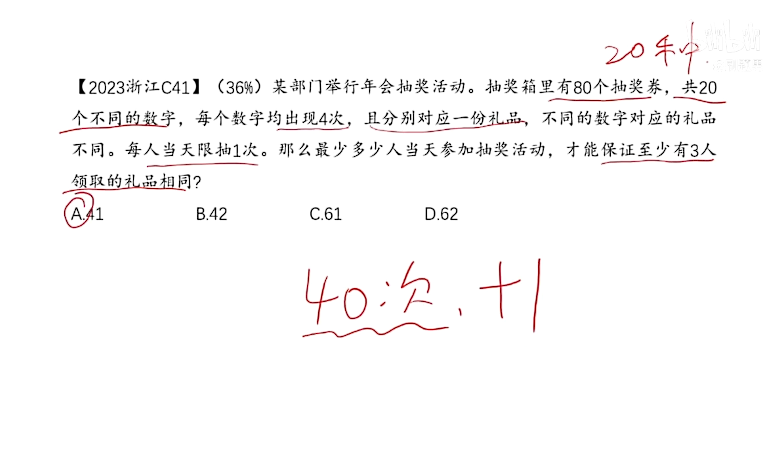 20种
【2023浙江C41】（36%）某部门举行年会抽奖活动。抽奖箱里有80个抽奖券，共20
个不同的数字，每个数字均出现4次，且分别对应一份礼品，不同的数字对应的礼品
不同。每人当天限抽1次。那么最少多少人当天参加抽奖活动，才能保证至少有3人
领取的礼品相同？
A.41 B.42 C.61 D.62
40次，+1